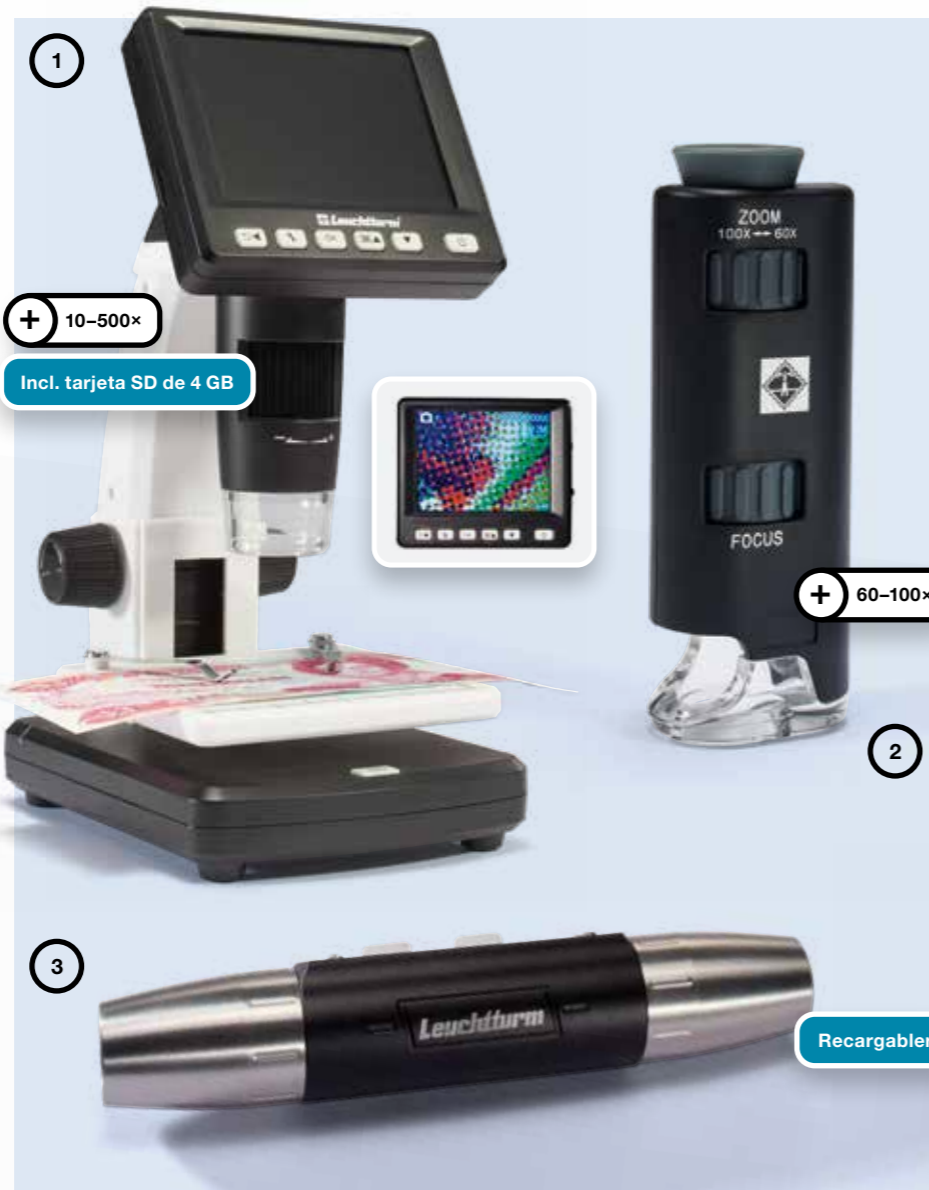 1
Leuchtturm
OK
+ 10–500×
Incl. tarjeta SD de 4 GB
ZOOM
100X ↔ 60X
FOCUS
+ 60–100×
2
3
Leuchtturm
Recargable